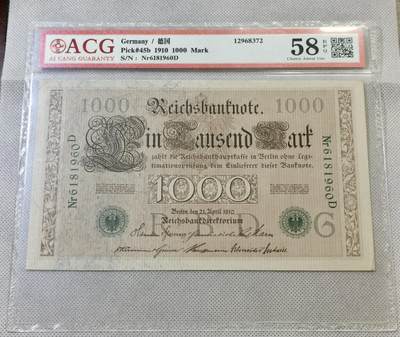 ACG
AI CANG GUARANTY
Germany / 德国
12968372
Pick#45b 1910 1000 Mark
S/N: Nr6181960D
58
EPQ
Choice About Unc
1000 Reichsbanknote. 1000
Ein Tausend Mark
zahlt die Reichsbankhauptkasse in Berlin ohne Legi-
timationsprüfung dem Einlieferer dieser Banknote.
1000
Berlin, den 21. April 1910
Reichsbankdirektorium
Nr6181960D
Nr6181960D
R B D G